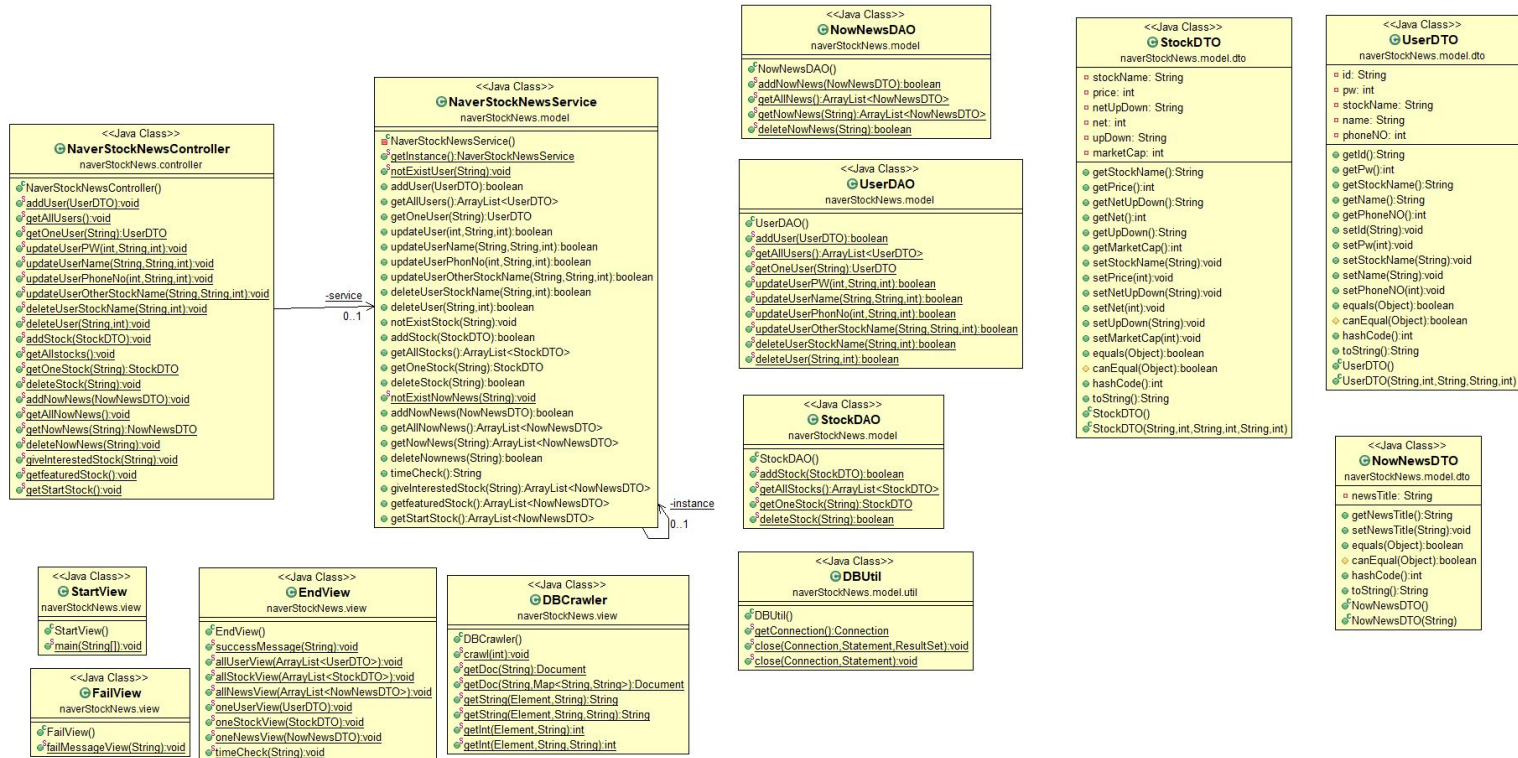 <<Java Class>>
NaverStockNewsController
naverStockNews.controller
NaverStockNewsController()
addUser(UserDTO):void
getAllUsers():void
getOneUser(String):UserDTO
updateUserPW(int,String,int):void
updateUserName(String,String,int):void
updateUserPhoneNo(int,String,int):void
updateUserOtherStockName(String,String,int):void
deleteUserStockName(String,int):void
deleteUser(String,int):void
addStock(StockDTO):void
getAllstocks():void
getOneStock(String):StockDTO
deleteStock(String):void
addNowNews(NowNewsDTO):void
getAllNowNews():void
getNowNews(String):NowNewsDTO
deleteNowNews(String):void
giveInterestedStock(String):void
getfeaturedStock():void
getStartStock():void
-service
0..1
<<Java Class>>
NaverStockNewsService
naverStockNews.model
NaverStockNewsService()
getInstance():NaverStockNewsService
notExistUser(String):void
addUser(UserDTO):boolean
getAllUsers():ArrayList<UserDTO>
getOneUser(String):UserDTO
updateUser(int,String,int):boolean
updateUserName(String,String,int):boolean
updateUserPhonNo(int,String,int):boolean
updateUserOtherStockName(String,String,int):boolean
deleteUserStockName(String,int):boolean
deleteUser(String,int):boolean
notExistStock(String):void
addStock(StockDTO):boolean
getAllStocks():ArrayList<StockDTO>
getOneStock(String):StockDTO
deleteStock(String):boolean
notExistNowNews(String):void
addNowNews(NowNewsDTO):boolean
getAllNowNews():ArrayList<NowNewsDTO>
getNowNews(String):ArrayList<NowNewsDTO>
deleteNownews(String):boolean
timeCheck():String
giveInterestedStock(String):ArrayList<NowNewsDTO>
getfeaturedStock():ArrayList<NowNewsDTO>
getStartStock():ArrayList<NowNewsDTO>
-instance
0..1
<<Java Class>>
NowNewsDAO
naverStockNews.model
NowNewsDAO()
addNowNews(NowNewsDTO):boolean
getAllNews():ArrayList<NowNewsDTO>
getNowNews(String):ArrayList<NowNewsDTO>
deleteNowNews(String):boolean
<<Java Class>>
UserDAO
naverStockNews.model
UserDAO()
addUser(UserDTO):boolean
getAllUsers():ArrayList<UserDTO>
getOneUser(String):UserDTO
updateUserPW(int,String,int):boolean
updateUserName(String,String,int):boolean
updateUserPhonNo(int,String,int):boolean
updateUserOtherStockName(String,String,int):boolean
deleteUserStockName(String,int):boolean
deleteUser(String,int):boolean
<<Java Class>>
StockDAO
naverStockNews.model
StockDAO()
addStock(StockDTO):boolean
getAllStocks():ArrayList<StockDTO>
getOneStock(String):StockDTO
deleteStock(String):boolean
<<Java Class>>
DBUtil
naverStockNews.model.util
DBUtil()
getConnection():Connection
close(Connection,Statement,ResultSet):void
close(Connection,Statement):void
<<Java Class>>
StockDTO
naverStockNews.model.dto
stockName: String
price: int
netUpDown: String
net: int
upDown: String
marketCap: int
getStockName():String
getPrice():int
getNetUpDown():String
getNet():int
getUpDown():String
getMarketCap():int
setStockName(String):void
setPrice(int):void
setNetUpDown(String):void
setNet(int):void
setUpDown(String):void
setMarketCap(int):void
equals(Object):boolean
canEqual(Object):boolean
hashCode():int
toString():String
StockDTO()
StockDTO(String,int,String,int,String,int)
<<Java Class>>
UserDTO
naverStockNews.model.dto
id: String
pw: int
stockName: String
name: String
phoneNO: int
getId():String
getPw():int
getStockName():String
getName():String
getPhoneNO():int
setId(String):void
setPw(int):void
setStockName(String):void
setName(String):void
setPhoneNO(int):void
equals(Object):boolean
canEqual(Object):boolean
hashCode():int
toString():String
UserDTO()
UserDTO(String,int,String,String,int)
<<Java Class>>
NowNewsDTO
naverStockNews.model.dto
newsTitle: String
getNewsTitle():String
setNewsTitle(String):void
equals(Object):boolean
canEqual(Object):boolean
hashCode():int
toString():String
NowNewsDTO()
NowNewsDTO(String)
<<Java Class>>
StartView
naverStockNews.view
StartView()
main(String[]):void
<<Java Class>>
FailView
naverStockNews.view
FailView()
failMessageView(String):void
<<Java Class>>
EndView
naverStockNews.view
EndView()
successMessage(String):void
allUserView(ArrayList<UserDTO>):void
allStockView(ArrayList<StockDTO>):void
allNewsView(ArrayList<NowNewsDTO>):void
oneUserView(UserDTO):void
oneStockView(StockDTO):void
oneNewsView(NowNewsDTO):void
timeCheck(String):void
<<Java Class>>
DBCrawler
naverStockNews.view
DBCrawler()
crawl(int):void
getDoc(String):Document
getDoc(String,Map<String,String>):Document
getString(Element,String):String
getString(Element,String,String):String
getInt(Element,String):int
getInt(Element,String,String):int